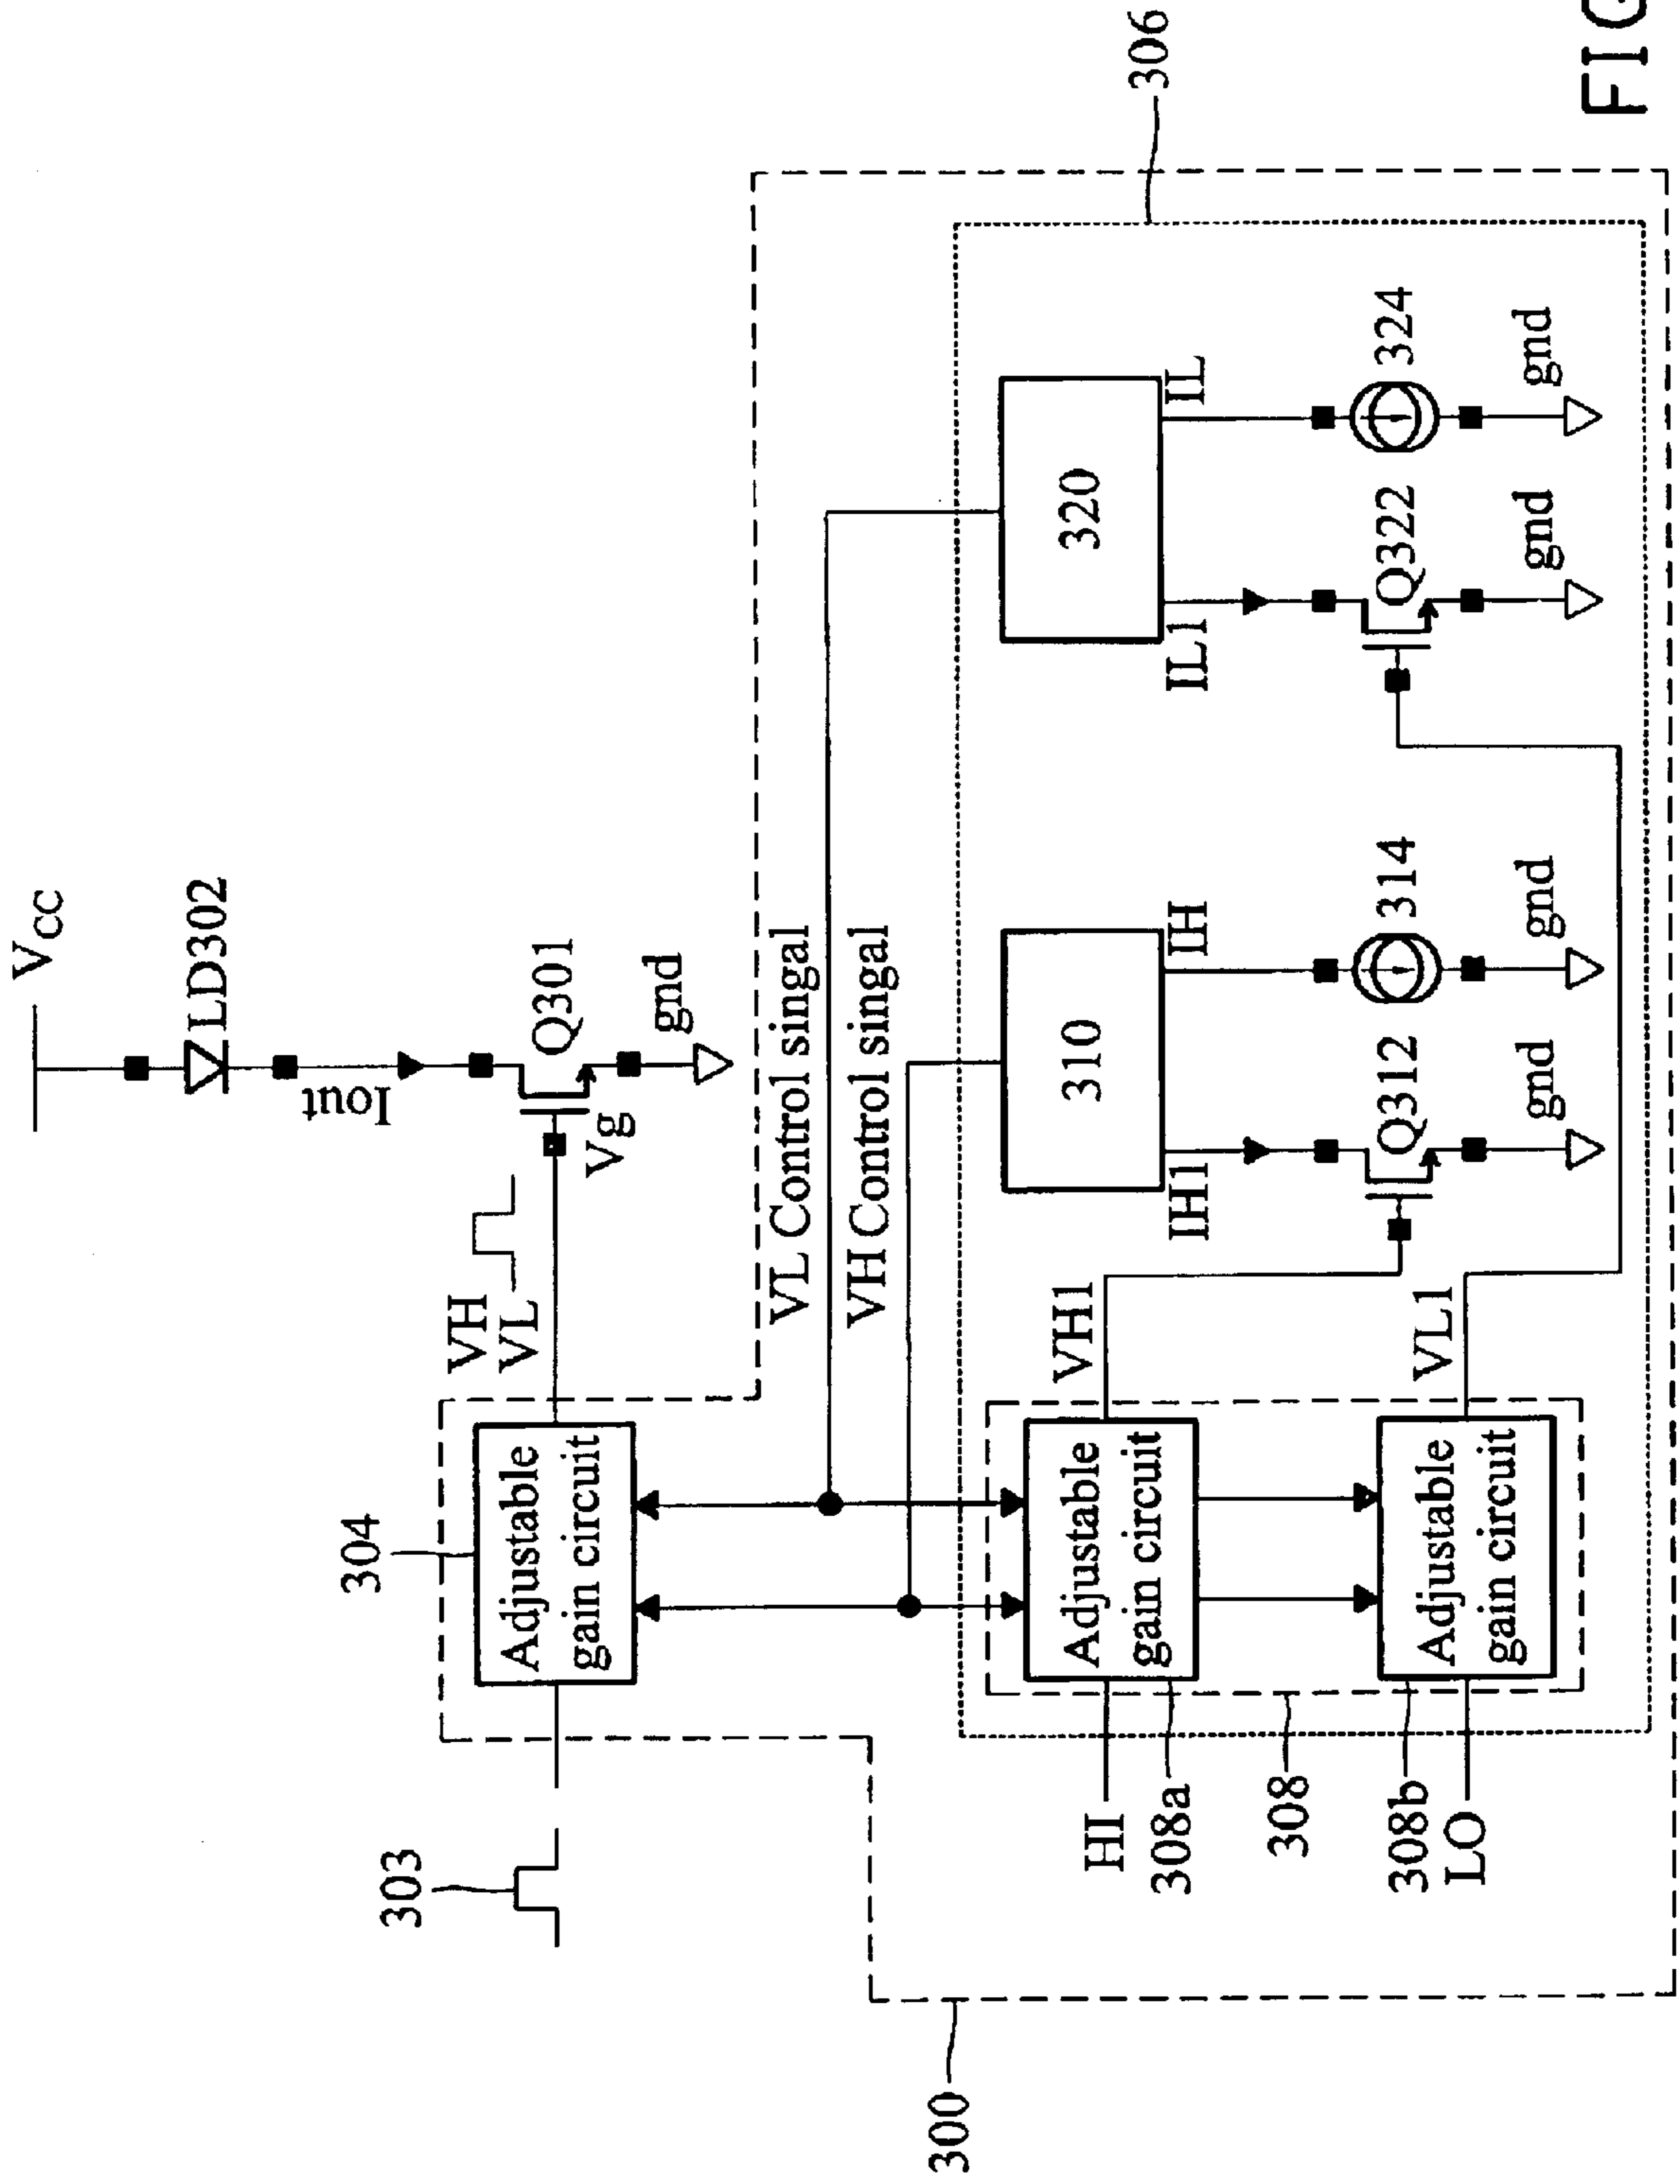 V_CC
LD302
Iout
Q301
Vg
gnd
VH
VL
304
Adjustable
gain circuit
303
VL Control singal
VH Control singal
306
300
HI
308a
Adjustable
gain circuit
VH1
308
308b
LO
Adjustable
gain circuit
VL1
310
IH1
IH
Q312
314
gnd
gnd
320
IL1
IL
Q322
324
gnd
gnd
FIG